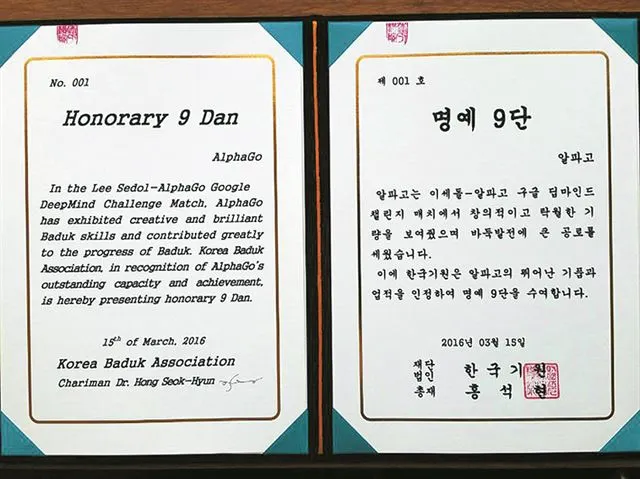 No. 001
Honorary 9 Dan
AlphaGo
In the Lee Sedol-AlphaGo Google
DeepMind Challenge Match, AlphaGo
has exhibited creative and brilliant
Baduk skills and contributed greatly
to the progress of Baduk. Korea Baduk
Association, in recognition of AlphaGo's
outstanding capacity and achievement,
is hereby presenting honorary 9 Dan.
15th of March, 2016
Korea Baduk Association
Chariman Dr. Hong Seok-Hyun
제 001 호
명예 9단
알파고
알파고는 이세돌-알파고 구글 딥마인드
챌린지 매치에서 창의적이고 탁월한 기
량을 보여줬으며 바둑발전에 큰 공로를
세웠습니다.
이에 한국기원은 알파고의 뛰어난 기품과
업적을 인정하여 명예 9단을 수여합니다.
2016년 03월 15일
재단법인 한국기원
총재 홍석현